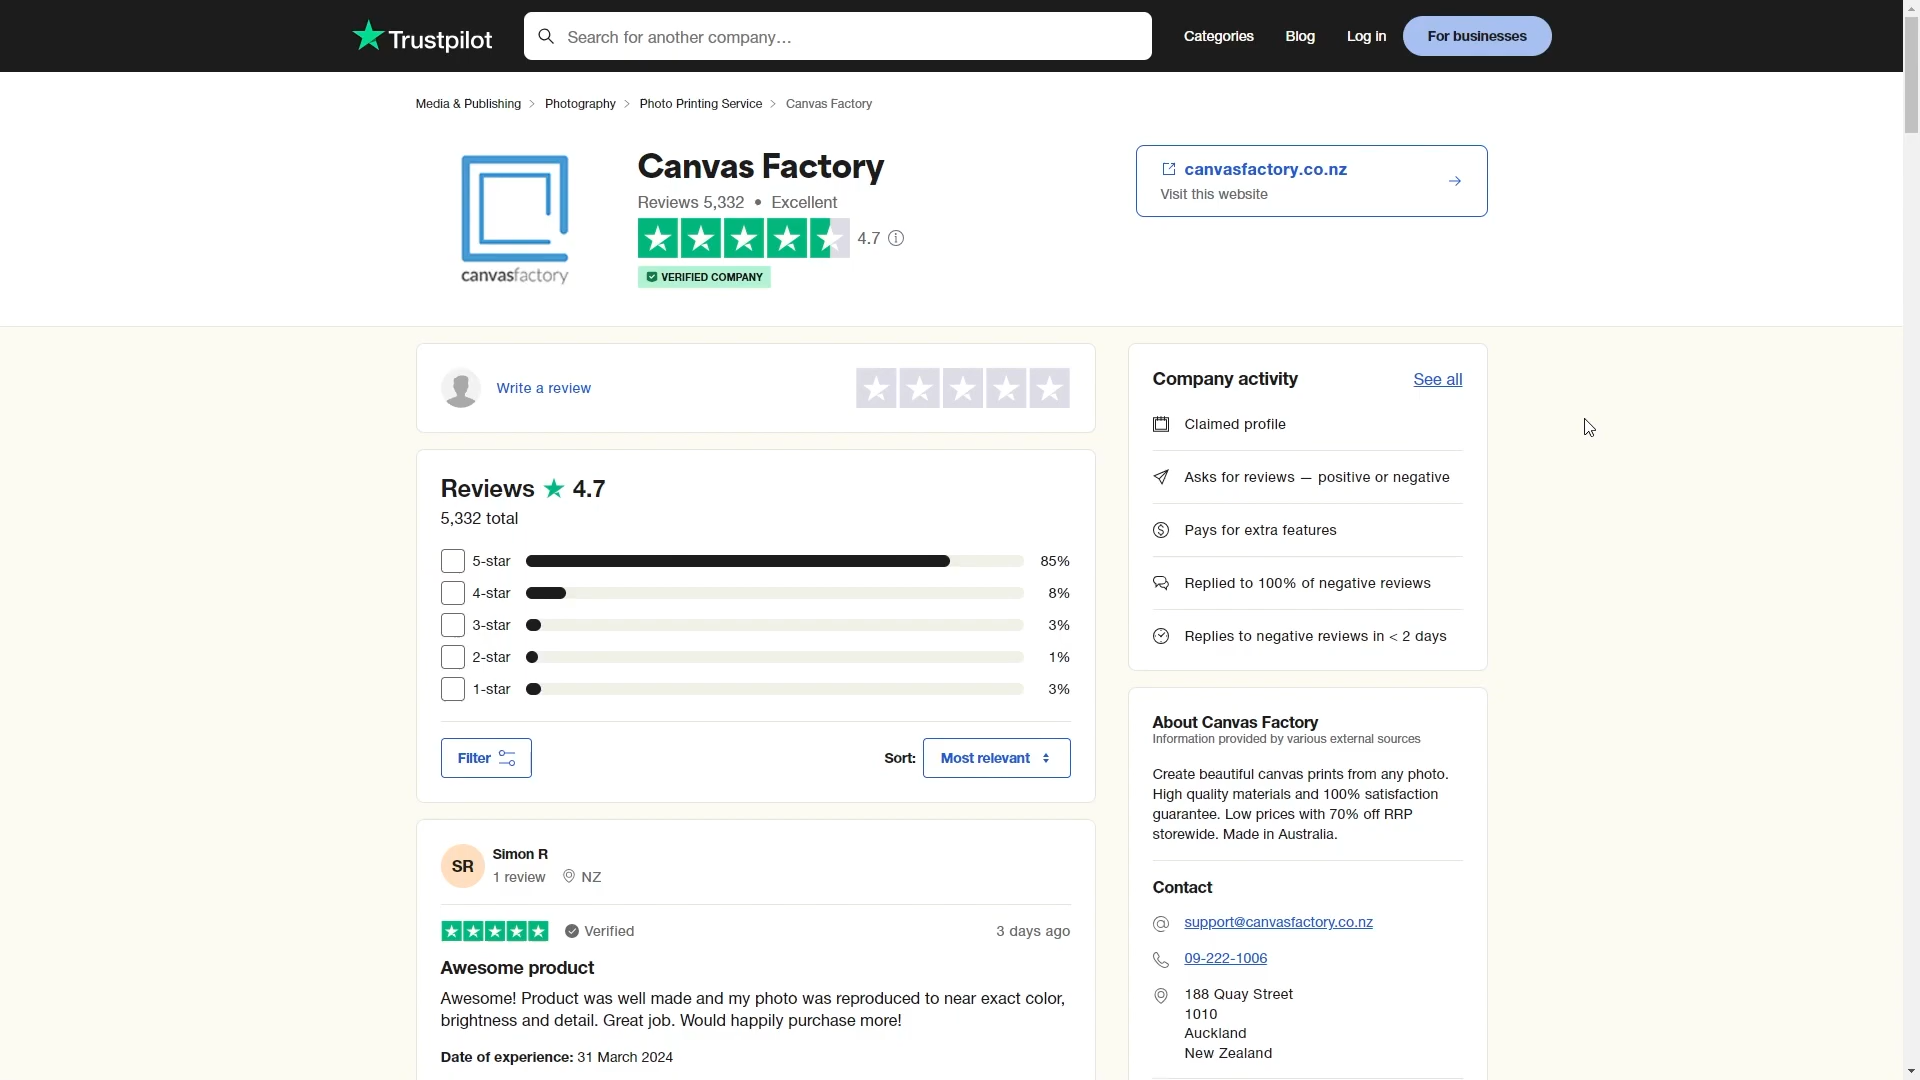 Trustpilot
Search for another company…
Categories
Blog
Log in
For businesses
Media & Publishing > Photography > Photo Printing Service > Canvas Factory
canvasfactory
Canvas Factory
Reviews 5,332 • Excellent
4.7
VERIFIED COMPANY
canvasfactory.co.nz
Visit this website
Write a review
Reviews ★ 4.7
5,332 total
5-star 85%
4-star 8%
3-star 3%
2-star 1%
1-star 3%
Filter
Sort: Most relevant
SR
Simon R
1 review NZ
Verified
3 days ago
Awesome product
Awesome! Product was well made and my photo was reproduced to near exact color,
brightness and detail. Great job. Would happily purchase more!
Date of experience: 31 March 2024
Company activity
See all
Claimed profile
Asks for reviews — positive or negative
Pays for extra features
Replied to 100% of negative reviews
Replies to negative reviews in < 2 days
About Canvas Factory
Information provided by various external sources
Create beautiful canvas prints from any photo.
High quality materials and 100% satisfaction
guarantee. Low prices with 70% off RRP
storewide. Made in Australia.
Contact
support@canvasfactory.co.nz
09-222-1006
188 Quay Street
1010
Auckland
New Zealand